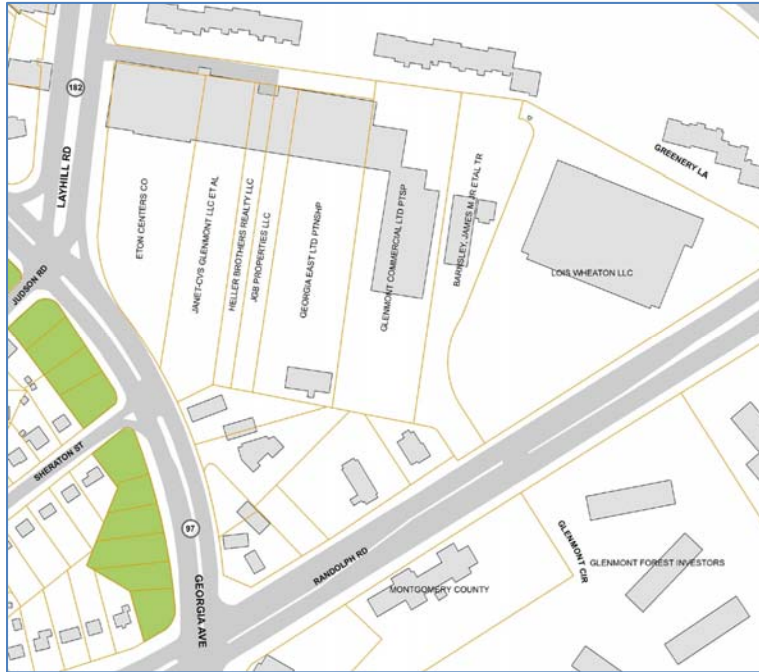 182
LAYHILL RD
GREENERY LA
ETON CENTERS CO
JANET-CVS GLENMONT LLC ET AL
HELLER BROTHERS REALTY LLC
JGB PROPERTIES LLC
GEORGIA EAST LTD PTNSHP
GLENMONT COMMERCIAL LTD PTSP
BARNSLEY, JAMES M JR ETAL TR
LOIS WHEATON LLC
JUDSON RD
SHERATON ST
97
GEORGIA AVE
RANDOLPH RD
GLENMONT CIR
GLENMONT FOREST INVESTORS
MONTGOMERY COUNTY